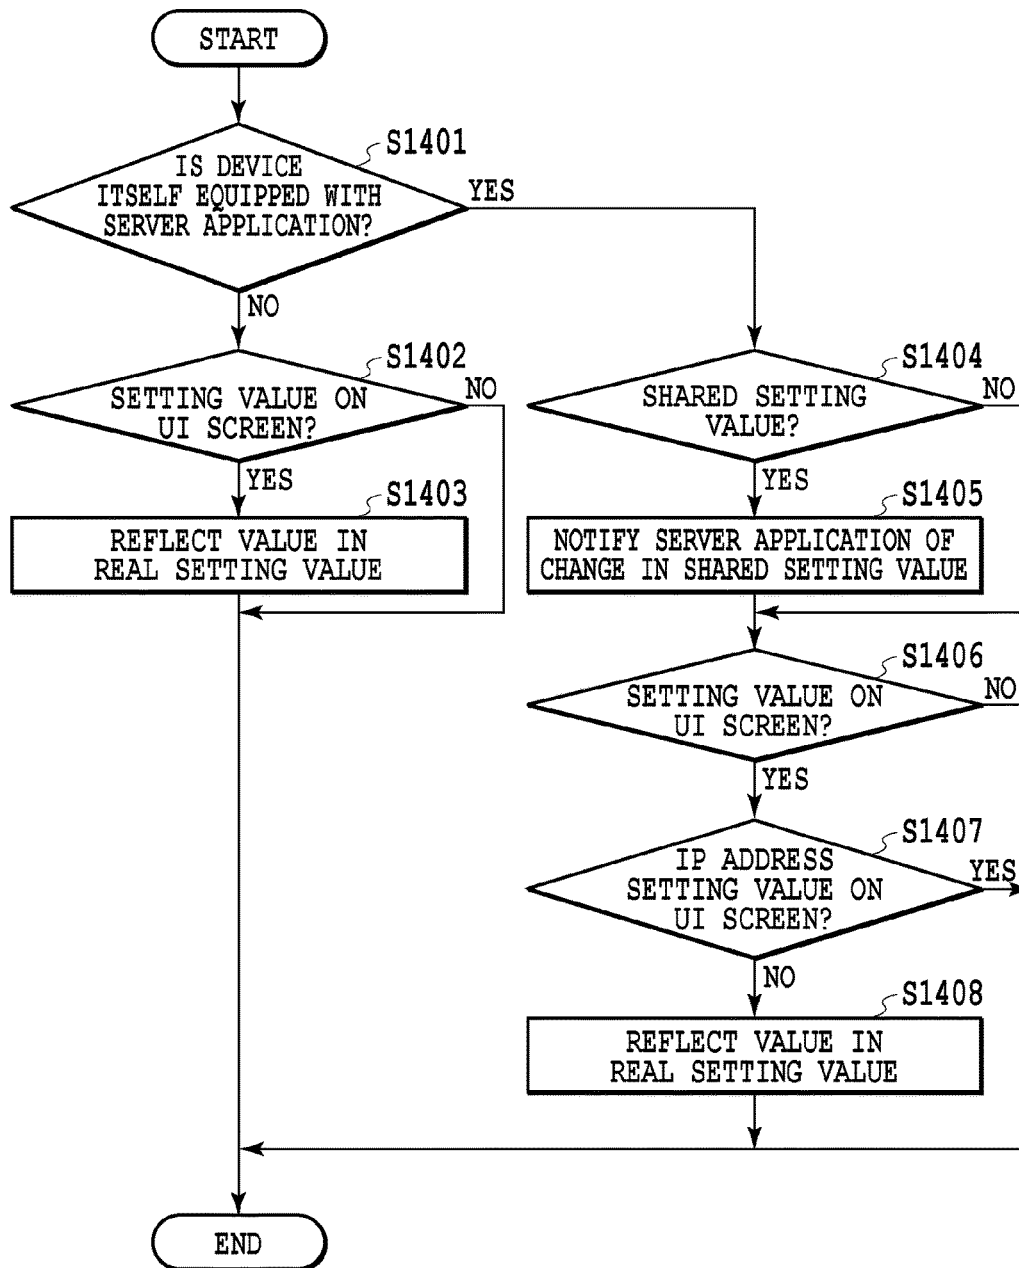 START
S1401
IS DEVICE
ITSELF EQUIPPED WITH
SERVER APPLICATION?
YES
NO
S1402
SETTING VALUE ON
UI SCREEN?
NO
YES
S1403
REFLECT VALUE IN
REAL SETTING VALUE
S1404
SHARED SETTING
VALUE?
NO
YES
S1405
NOTIFY SERVER APPLICATION OF
CHANGE IN SHARED SETTING VALUE
S1406
SETTING VALUE ON
UI SCREEN?
NO
YES
S1407
IP ADDRESS
SETTING VALUE ON
UI SCREEN?
YES
NO
S1408
REFLECT VALUE IN
REAL SETTING VALUE
END